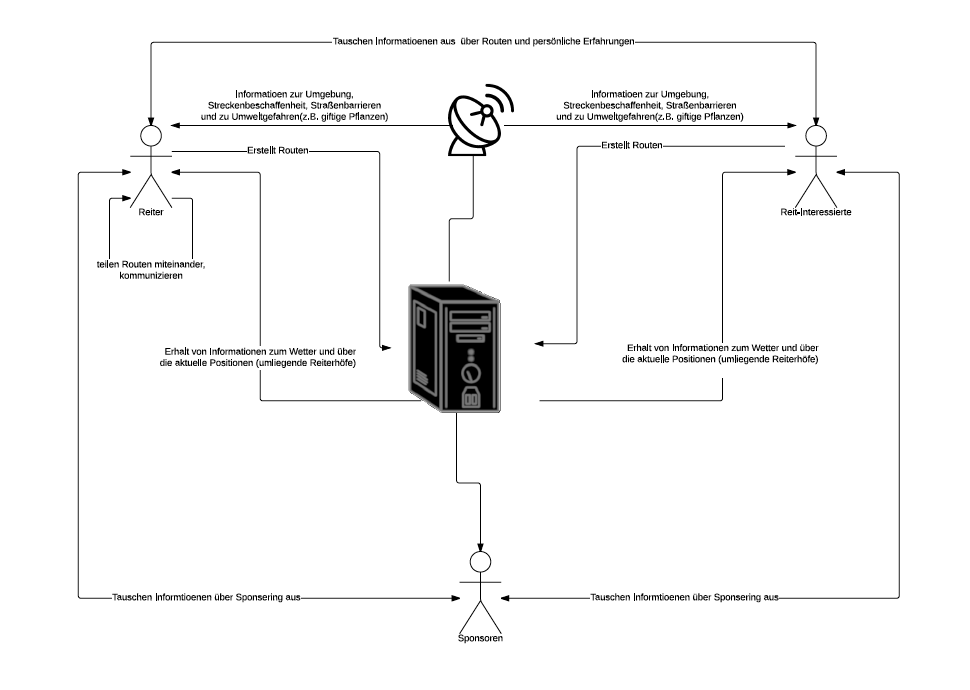 Tauschen Informatioenen aus  über Routen und persönliche Erfahrungen
Informatioen zur Umgebung,
Streckenbeschaffenheit, Straßenbarrieren
und zu Umweltgefahren(z.B. giftige Pflanzen)
Informatioen zur Umgebung,
Streckenbeschaffenheit, Straßenbarrieren
und zu Umweltgefahren(z.B. giftige Pflanzen)
Erstellt Routen
Erstellt Routen
Reiter
Reit-Interessierte
teilen Routen miteinander,
kommunizieren
Erhalt von Informationen zum Wetter und über
die aktuelle Positionen (umliegende Reiterhöfe)
Erhalt von Informationen zum Wetter und über
die aktuelle Positionen (umliegende Reiterhöfe)
Tauschen Informtioenen über Sponsering aus
Tauschen Informtioenen über Sponsering aus
Sponsoren